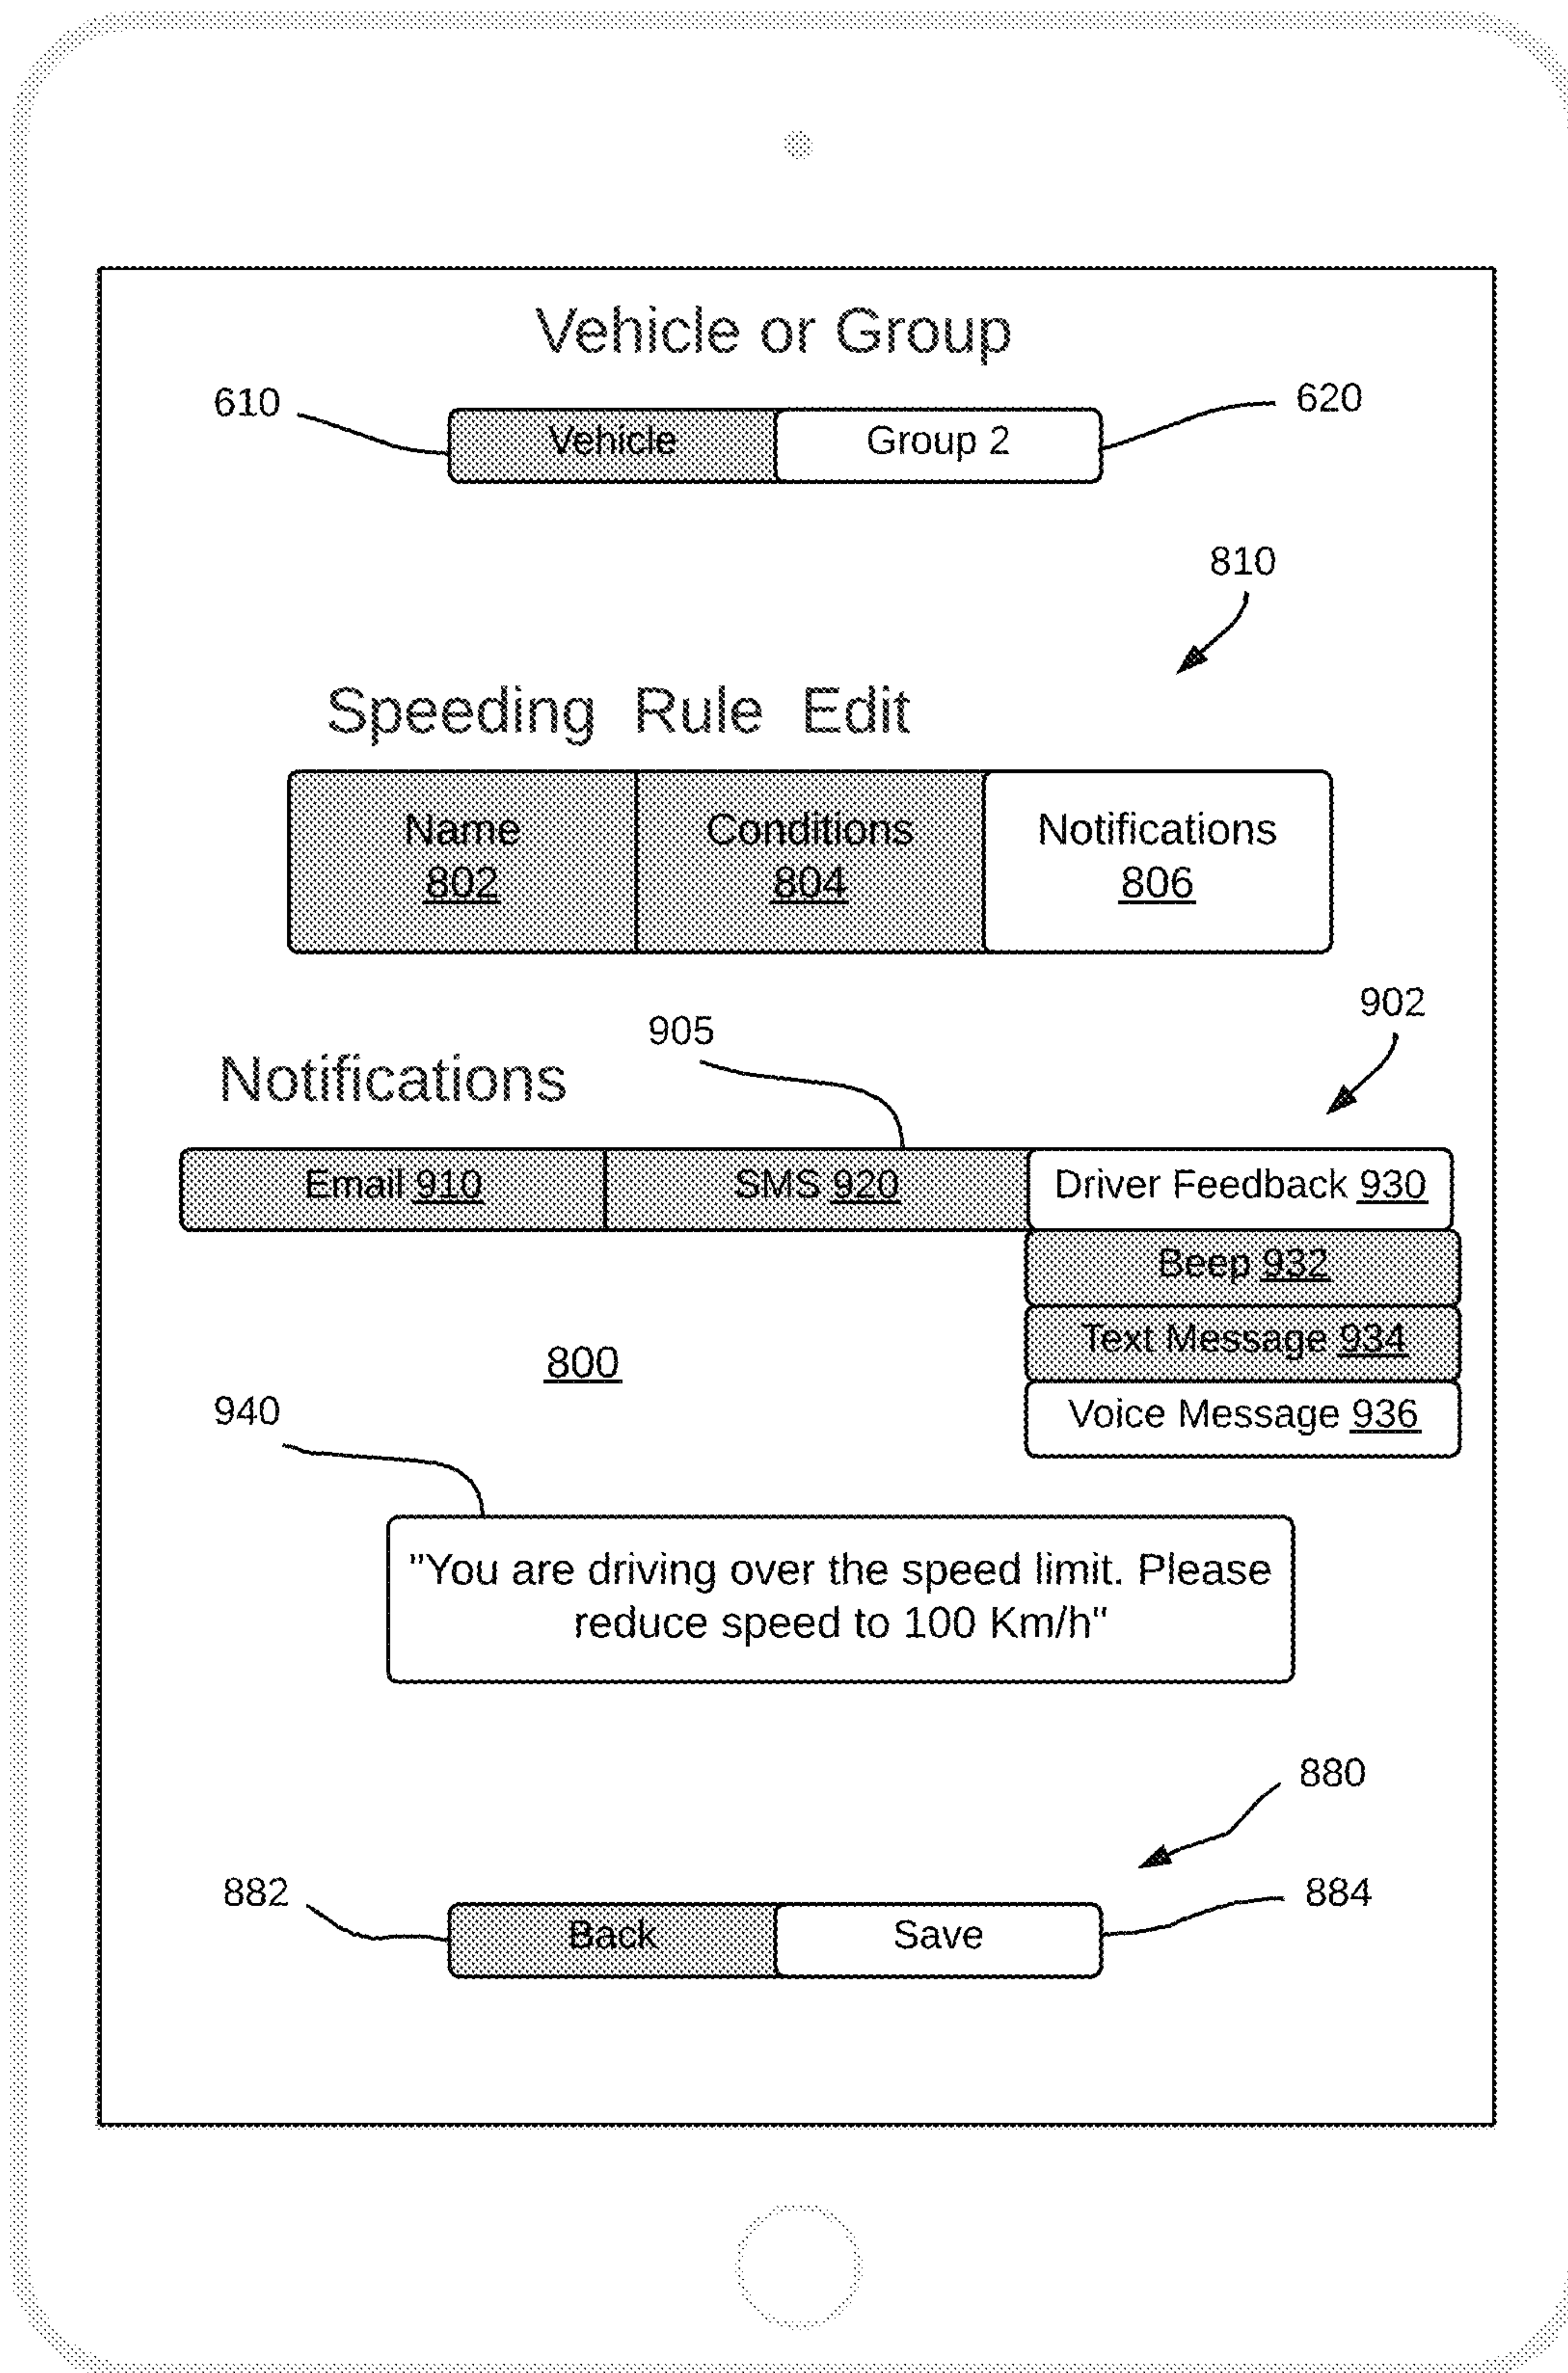 Vehicle or Group
610
620
Vehicle
Group 2
810
Speeding Rule Edit
Name
802
Conditions
804
Notifications
806
902
905
Notifications
Email 910
SMS 920
Driver Feedback 930
Beep 932
Text Message 934
Voice Message 936
800
940
"You are driving over the speed limit. Please
reduce speed to 100 Km/h"
880
882
884
Back
Save